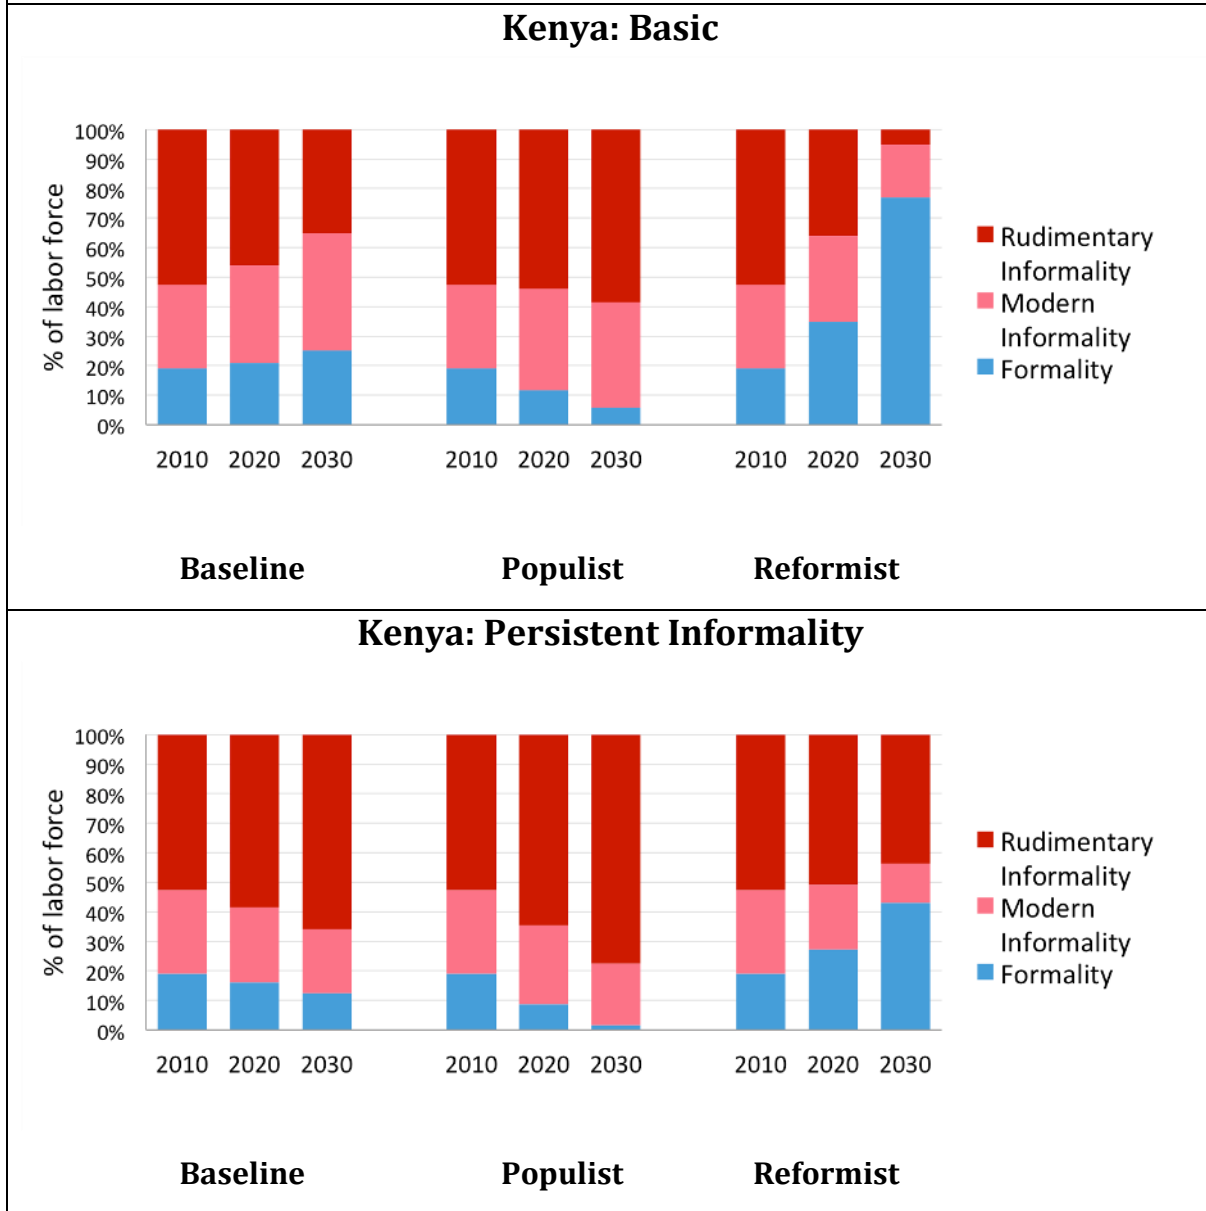 Kenya: Basic
% of labor force
100%
90%
80%
70%
60%
50%
40%
30%
20%
10%
0%
2010 2020 2030 2010 2020 2030 2010 2020 2030
Rudimentary
Informality
Modern
Informality
Formality
Baseline Populist Reformist
Kenya: Persistent Informality
% of labor force
100%
90%
80%
70%
60%
50%
40%
30%
20%
10%
0%
2010 2020 2030 2010 2020 2030 2010 2020 2030
Rudimentary
Informality
Modern
Informality
Formality
Baseline Populist Reformist